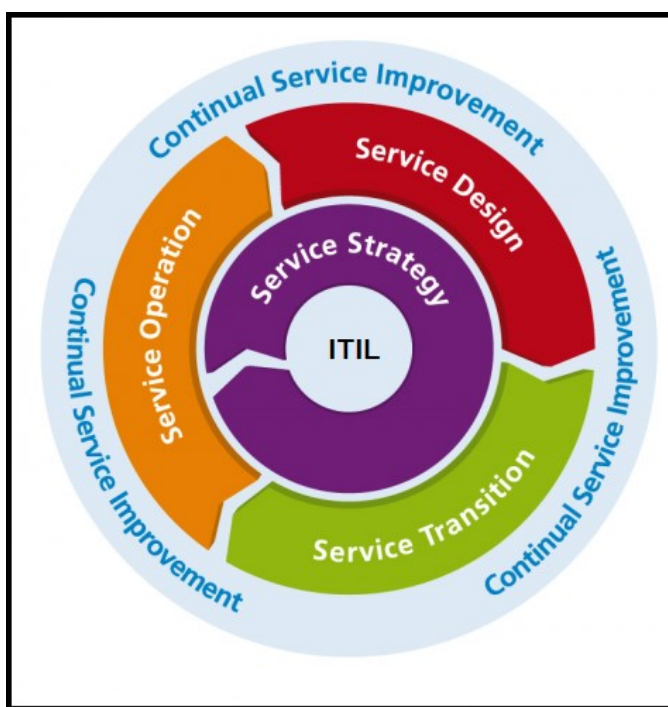 Continual Service Improvement
Service Design
Service Strategy
ITIL
Service Operation
Service Transition
Continual Service Improvement
Continual Service Improvement